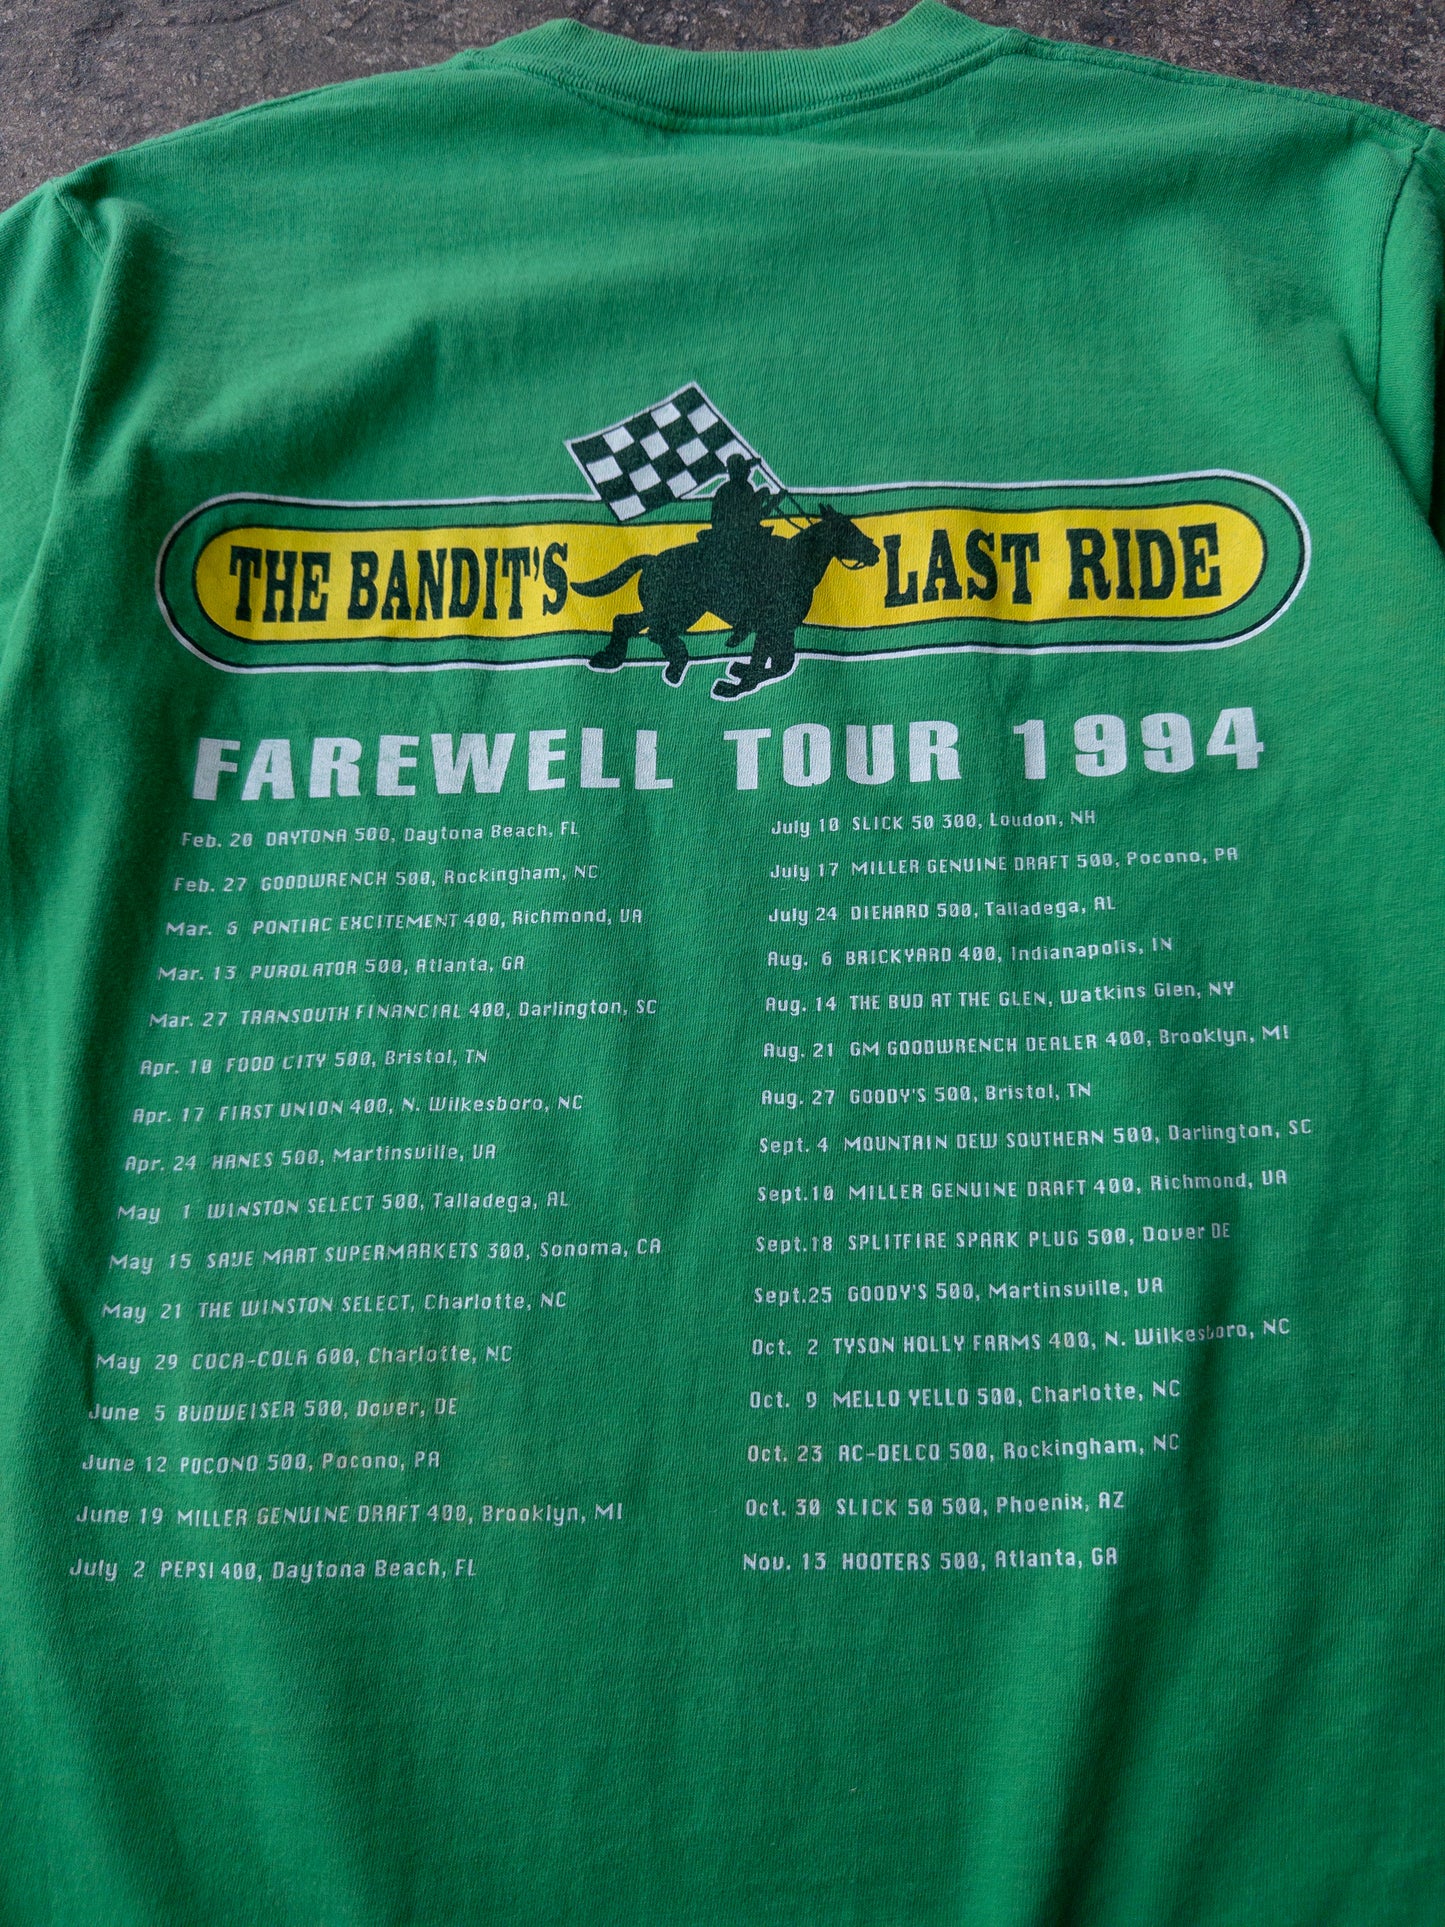 THE BANDIT'S LAST RIDE
FAREWELL TOUR 1994
Feb. 20 DAYTONA 500, Daytona Beach, FL
Feb. 27 GOODWRENCH 500, Rockingham, NC
Mar. 6 PONTIAC EXCITEMENT 400, Richmond, VA
Mar. 13 PUROLATOR 500, Atlanta, GA
Mar. 27 TRANSOUTH FINANCIAL 400, Darlington, SC
Apr. 10 FOOD CITY 500, Bristol, TN
Apr. 17 FIRST UNION 400, N. Wilkesboro, NC
Apr. 24 HANES 500, Martinsville, VA
May 1 WINSTON SELECT 500, Talladega, AL
May 15 SAVE MART SUPERMARKETS 300, Sonoma, CA
May 21 THE WINSTON SELECT, Charlotte, NC
May 29 COCA-COLA 600, Charlotte, NC
June 5 BUDWEISER 500, Dover, DE
June 12 POCONO 500, Pocono, PA
June 19 MILLER GENUINE DRAFT 400, Brooklyn, MI
July 2 PEPSI 400, Daytona Beach, FL
July 10 SLICK 50 300, Loudon, NH
July 17 MILLER GENUINE DRAFT 500, Pocono, PA
July 24 DIEHARD 500, Talladega, AL
Aug. 6 BRICKYARD 400, Indianapolis, IN
Aug. 14 THE BUD AT THE GLEN, Watkins Glen, NY
Aug. 21 GM GOODWRENCH DEALER 400, Brooklyn, MI
Aug. 27 GOODY'S 500, Bristol, TN
Sept. 4 MOUNTAIN DEW SOUTHERN 500, Darlington, SC
Sept.10 MILLER GENUINE DRAFT 400, Richmond, VA
Sept.18 SPLITFIRE SPARK PLUG 500, Dover DE
Sept.25 GOODY'S 500, Martinsville, VA
Oct. 2 TYSON HOLLY FARMS 400, N. Wilkesboro, NC
Oct. 9 MELLO YELLO 500, Charlotte, NC
Oct. 23 AC-DELCO 500, Rockingham, NC
Oct. 30 SLICK 50 500, Phoenix, AZ
Nov. 13 HOOTERS 500, Atlanta, GA